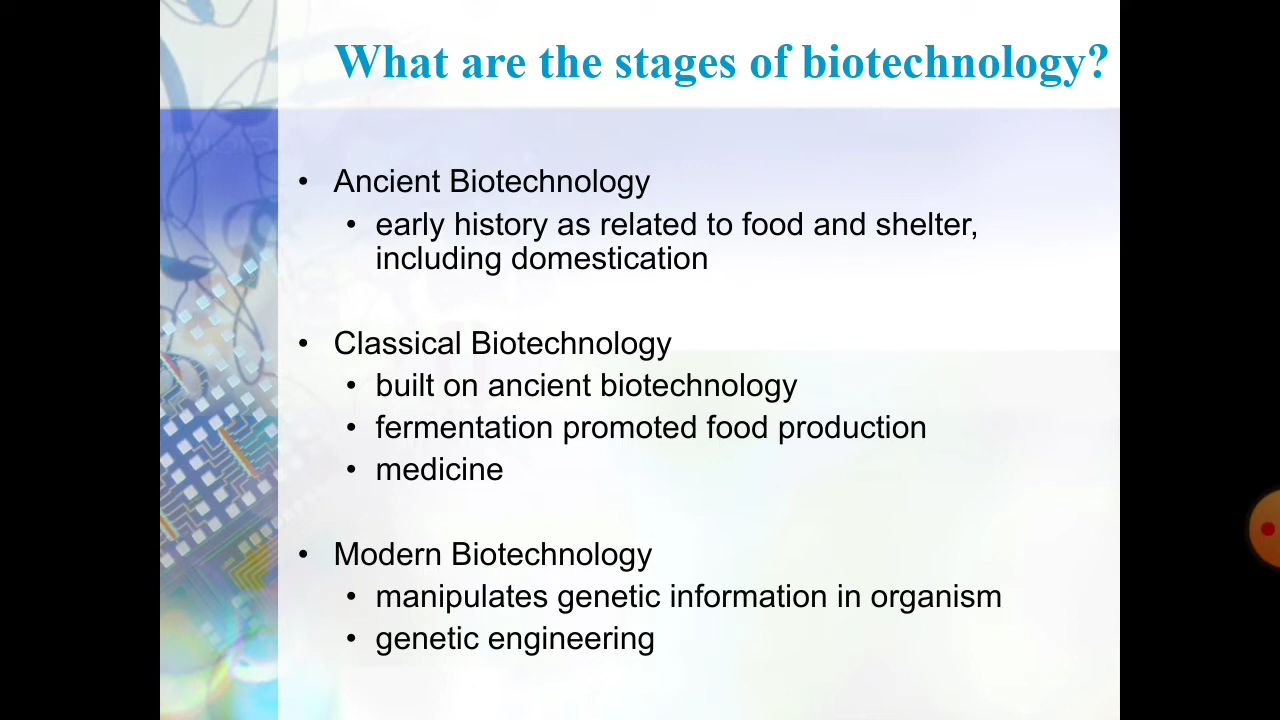 What are the stages of biotechnology?
• Ancient Biotechnology
• early history as related to food and shelter,
including domestication
• Classical Biotechnology
• built on ancient biotechnology
• fermentation promoted food production
• medicine
• Modern Biotechnology
• manipulates genetic information in organism
• genetic engineering